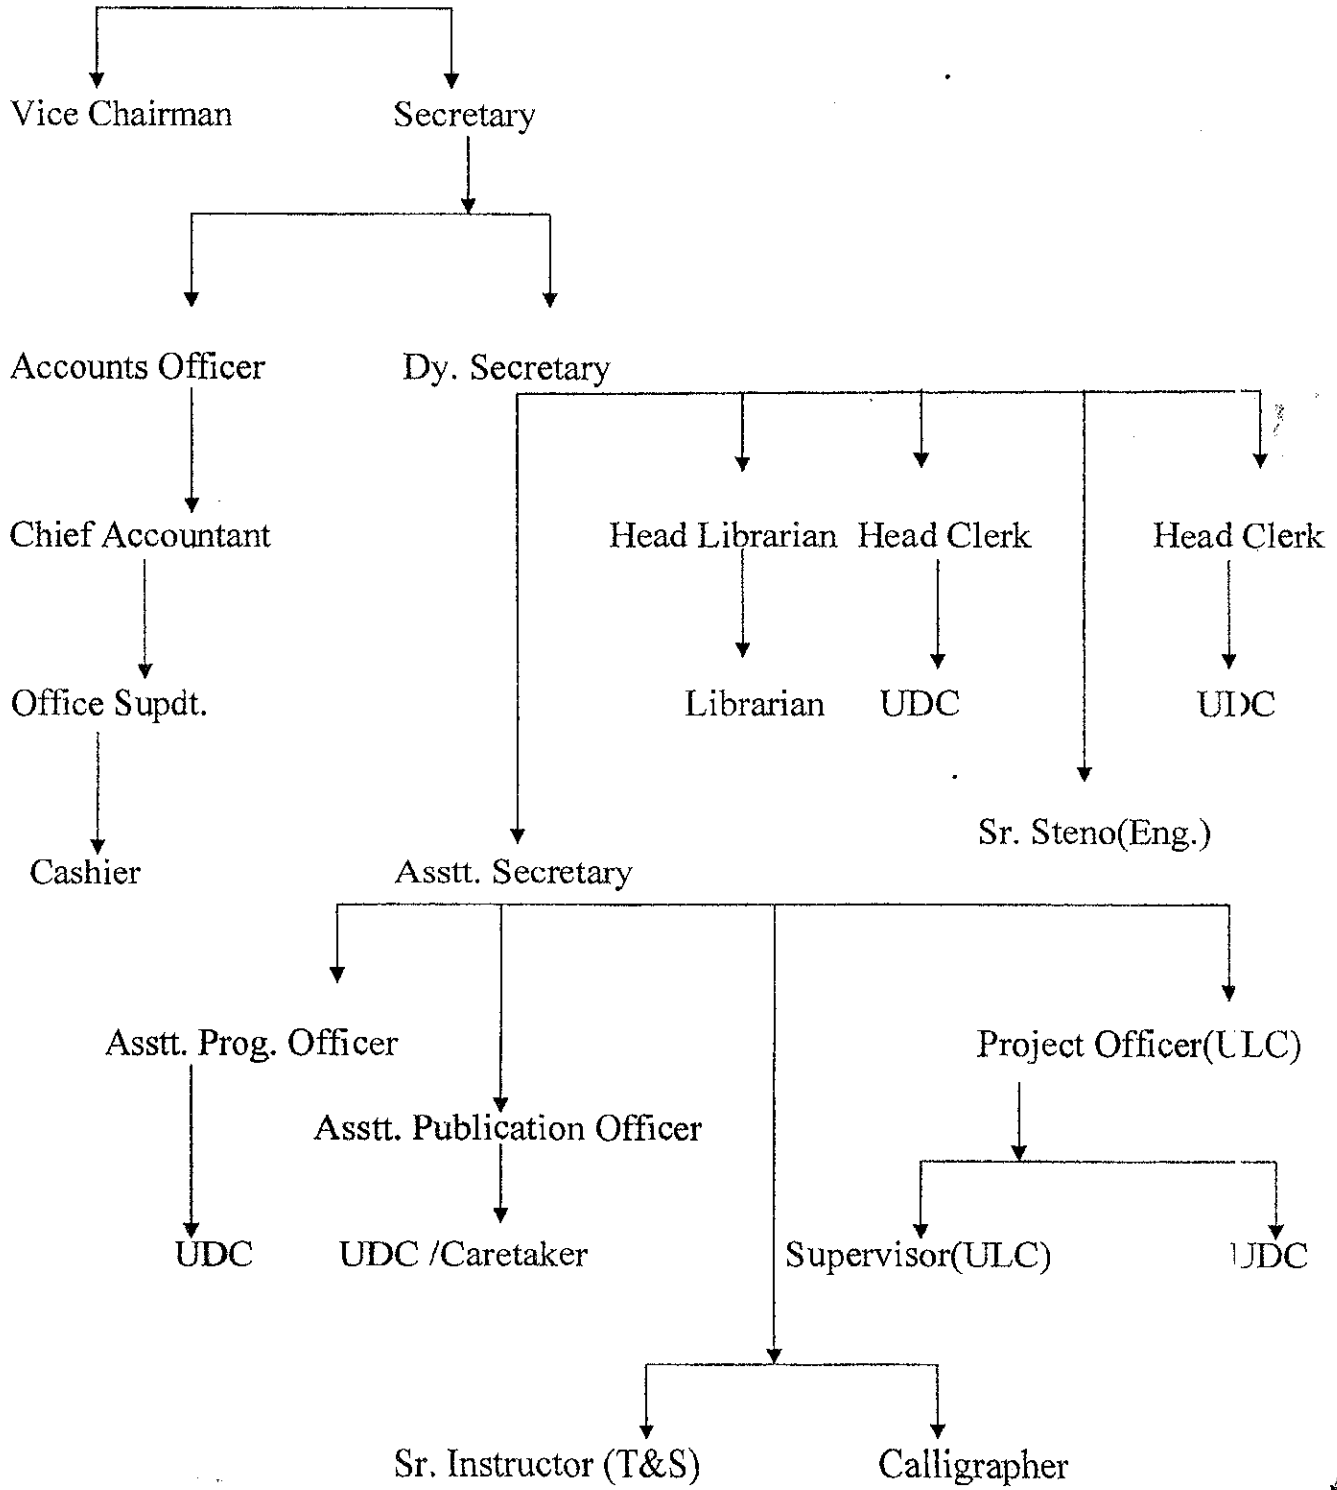 Vice Chairman Secretary
Accounts Officer Dy. Secretary
Chief Accountant Head Librarian Head Clerk Head Clerk
Office Supdt. Librarian UDC UDC
Sr. Steno(Eng.)
Cashier Asstt. Secretary
Asstt. Prog. Officer Project Officer(ULC)
Asstt. Publication Officer
UDC UDC /Caretaker Supervisor(ULC) UDC
Sr. Instructor (T&S) Calligrapher